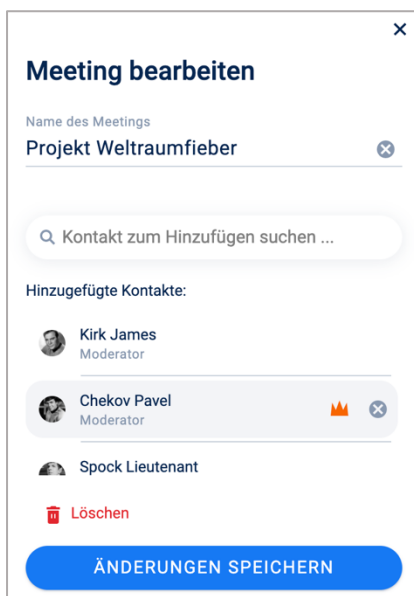 Meeting bearbeiten
Name des Meetings
Projekt Weltraumfieber
Kontakt zum Hinzufügen suchen ...
Hinzugefügte Kontakte:
Kirk James
Moderator
Chekov Pavel
Moderator
Spock Lieutenant
Löschen
ÄNDERUNGEN SPEICHERN